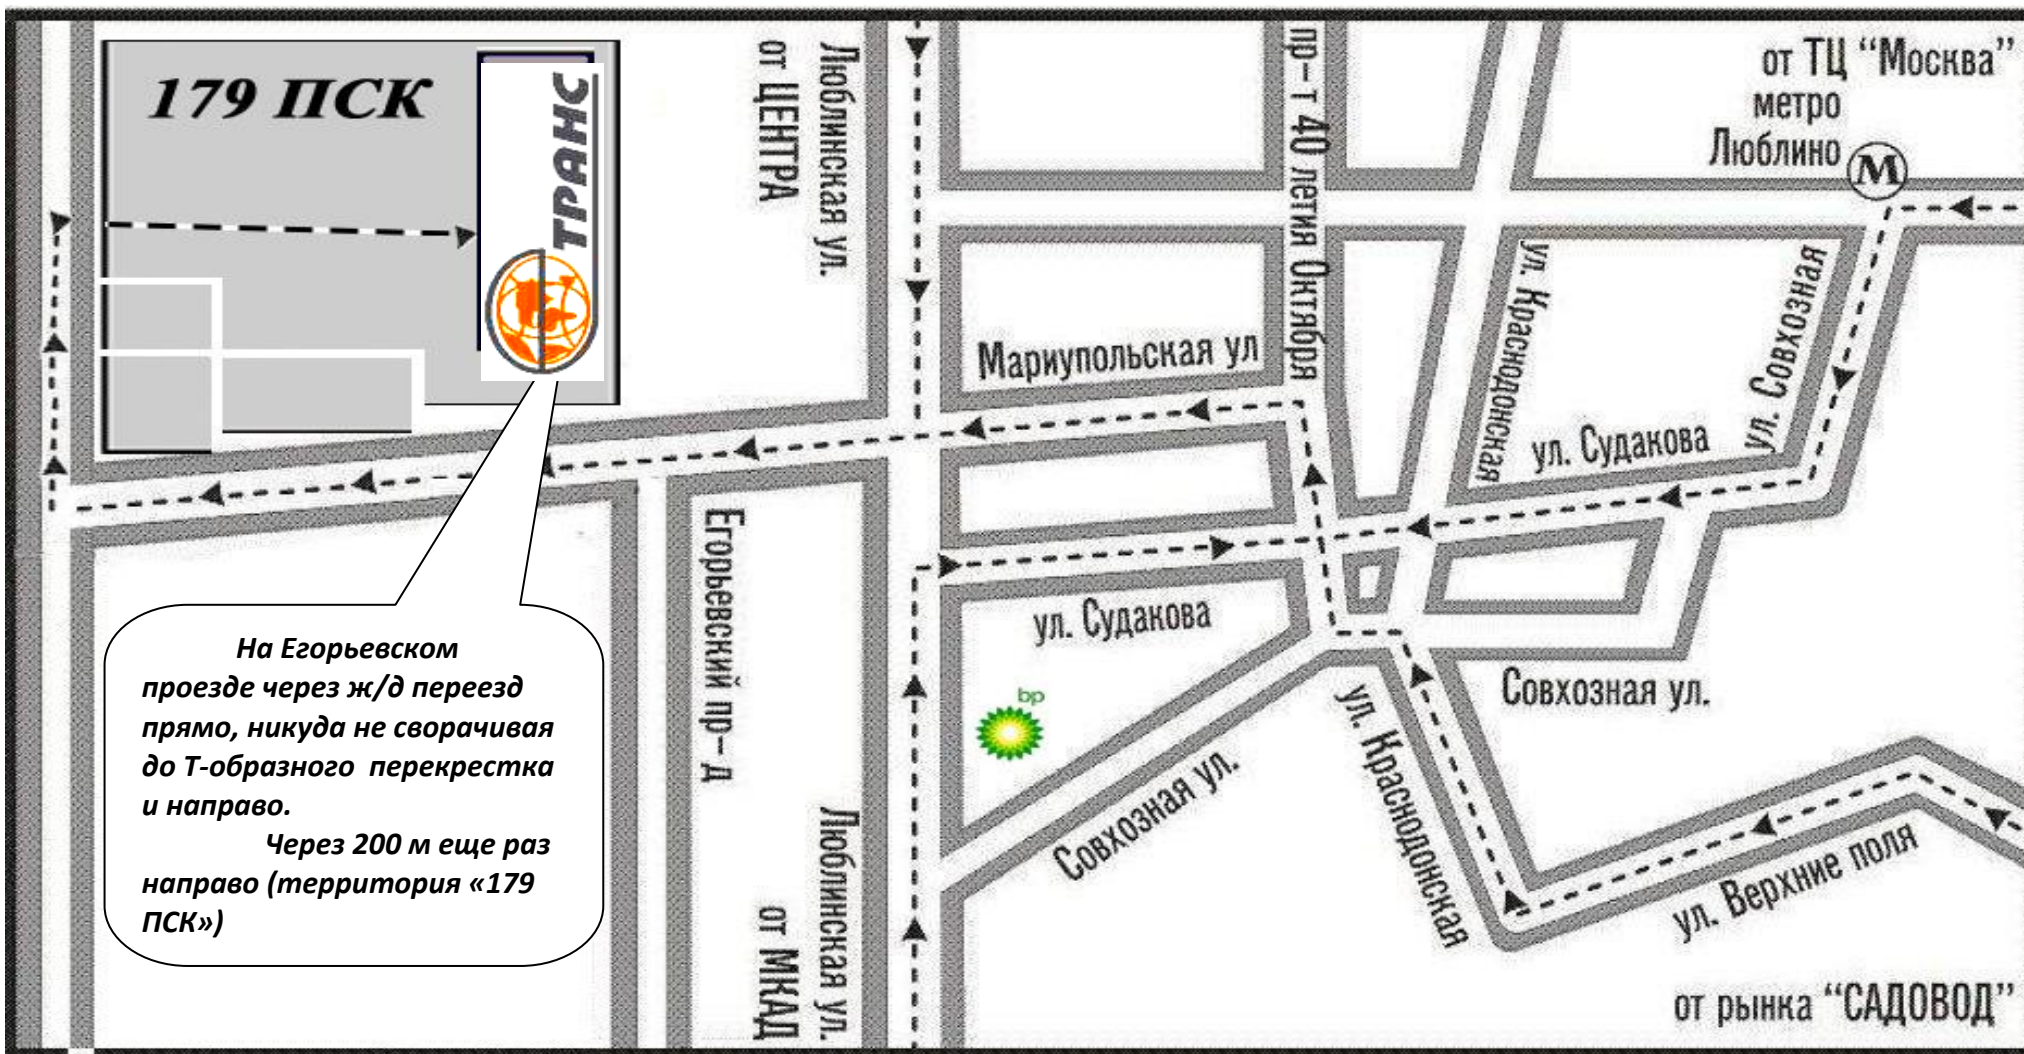 179 ПСК
ТРАНС
Люблинская ул.
от ЦЕНТРА
пр-т 40 летия Октября
от ТЦ “Москва”
метро
Люблино
М
Мариупольская ул
ул. Краснодонская
ул. Совхозная
ул. Судакова
Егорьевский пр-д
ул. Судакова
bp
Совхозная ул.
Совхозная ул.
ул. Краснодонская
ул. Верхние поля
Люблинская ул.
от МКАД
от рынка “САДОВОД”
На Егорьевском
проезде через ж/д переезд
прямо, никуда не сворачивая
до Т-образного перекрестка
и направо.
Через 200 м еще раз
направо (территория «179
ПСК»)